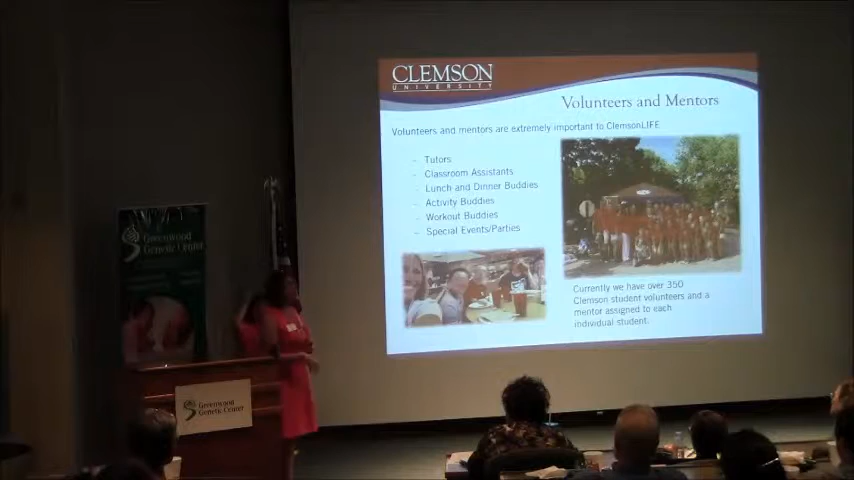 CLEMSON
UNIVERSITY
Volunteers and Mentors
Volunteers and mentors are extremely important to ClemsonLIFE
- Tutors
- Classroom Assistants
- Lunch and Dinner Buddies
- Activity Buddies
- Workout Buddies
- Special Events/Parties
Currently we have over 350
Clemson student volunteers and a
mentor assigned to each
individual student.
Greenwood
Genetic Center
Greenwood
Genetic Center